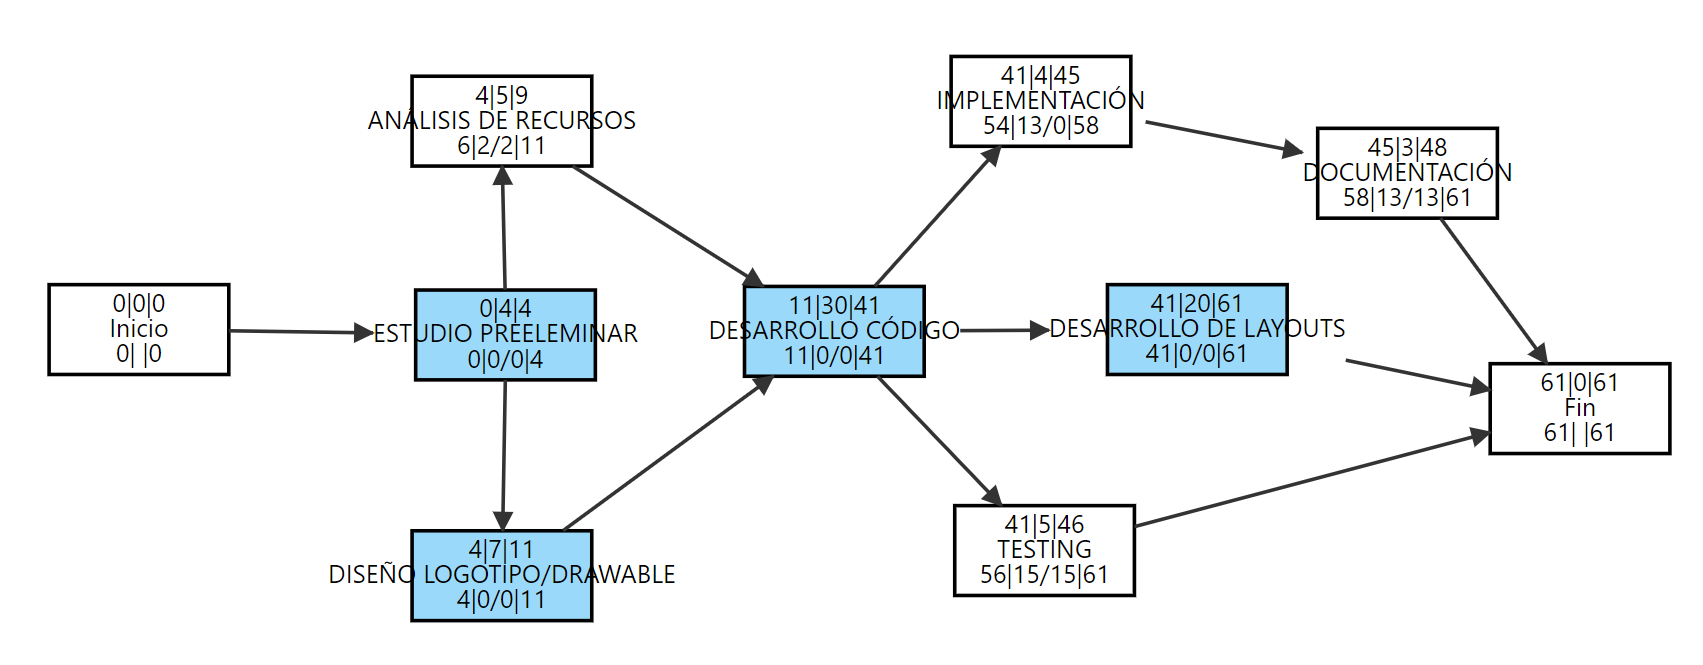 0|0|0
Inicio
0| |0
4|5|9
ANÁLISIS DE RECURSOS
6|2/2|11
0|4|4
ESTUDIO PREELEMINAR
0|0/0|4
4|7|11
DISEÑO LOGOTIPO/DRAWABLE
4|0/0|11
11|30|41
DESARROLLO CÓDIGO
11|0/0|41
41|4|45
IMPLEMENTACIÓN
54|13/0|58
41|20|61
DESARROLLO DE LAYOUTS
41|0/0|61
41|5|46
TESTING
56|15/15|61
45|3|48
DOCUMENTACIÓN
58|13/13|61
61|0|61
Fin
61| |61